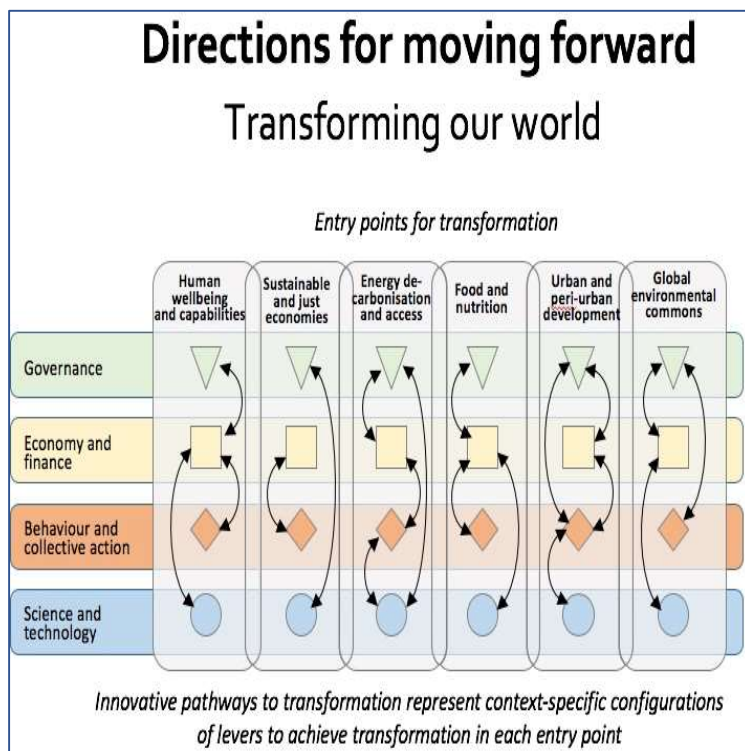 Directions for moving forward
Transforming our world
Entry points for transformation
Human
wellbeing
and capabilities
Sustainable
and just
economies
Energy de-
carbonisation
and access
Food and
nutrition
Urban and
peri-urban
development
Global
environmental
commons
Governance
Economy and
finance
Behaviour and
collective action
Science and
technology
Innovative pathways to transformation represent context-specific configurations
of levers to achieve transformation in each entry point